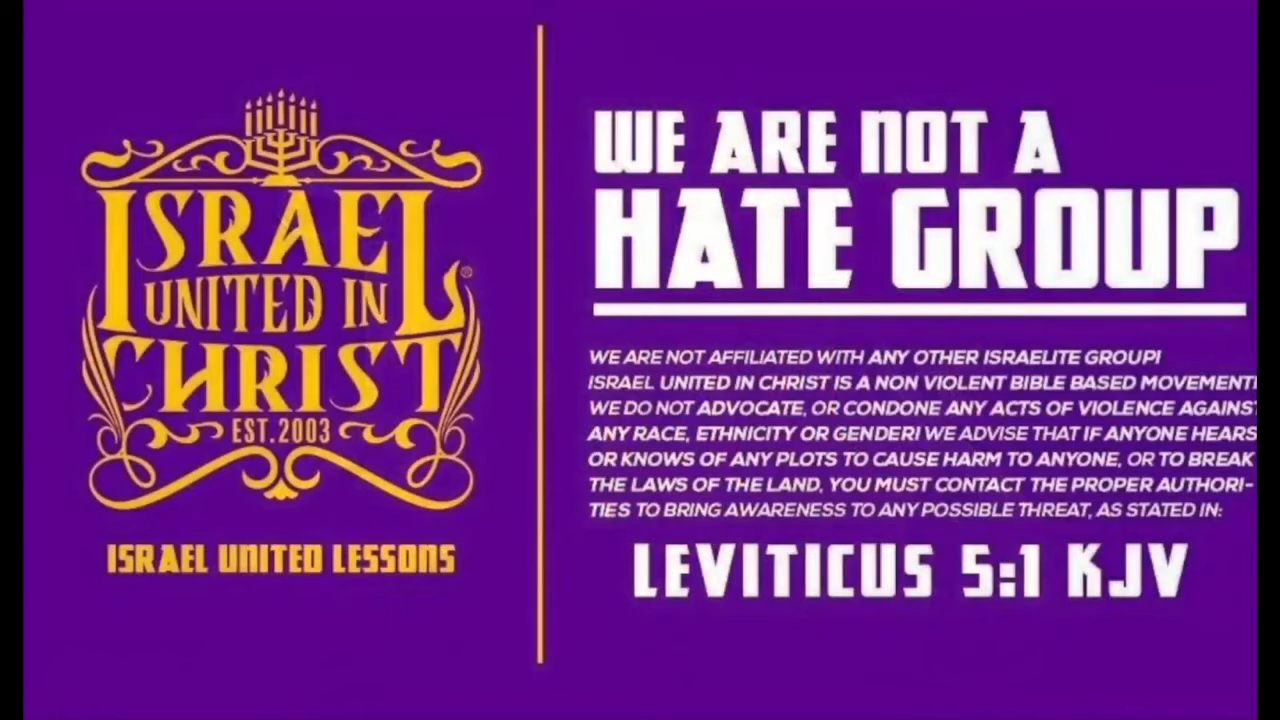 ISRAEL
UNITED IN
CHRIST
®
EST.2003
ISRAEL UNITED LESSONS
WE ARE NOT A
HATE GROUP
WE ARE NOT AFFILIATED WITH ANY OTHER ISRAELITE GROUP!
ISRAEL UNITED IN CHRIST IS A NON VIOLENT BIBLE BASED MOVEMENT!
WE DO NOT ADVOCATE, OR CONDONE ANY ACTS OF VIOLENCE AGAINST
ANY RACE, ETHNICITY OR GENDER! WE ADVISE THAT IF ANYONE HEARS
OR KNOWS OF ANY PLOTS TO CAUSE HARM TO ANYONE, OR TO BREAK
THE LAWS OF THE LAND, YOU MUST CONTACT THE PROPER AUTHORI-
TIES TO BRING AWARENESS TO ANY POSSIBLE THREAT, AS STATED IN:
LEVITICUS 5:1 KJV